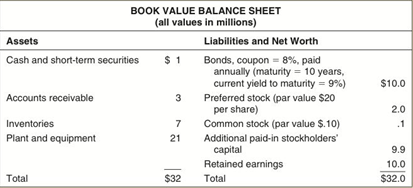 BOOK VALUE BALANCE SHEET
(all values in millions)
Assets Liabilities and Net Worth
Cash and short-term securities $ 1 Bonds, coupon = 8%, paid
annually (maturity = 10 years,
current yield to maturity = 9%) $10.0
Accounts receivable 3 Preferred stock (par value $20
per share) 2.0
Inventories 7 Common stock (par value $.10) .1
Plant and equipment 21 Additional paid-in stockholders'
capital 9.9
Retained earnings 10.0
Total $32 Total $32.0